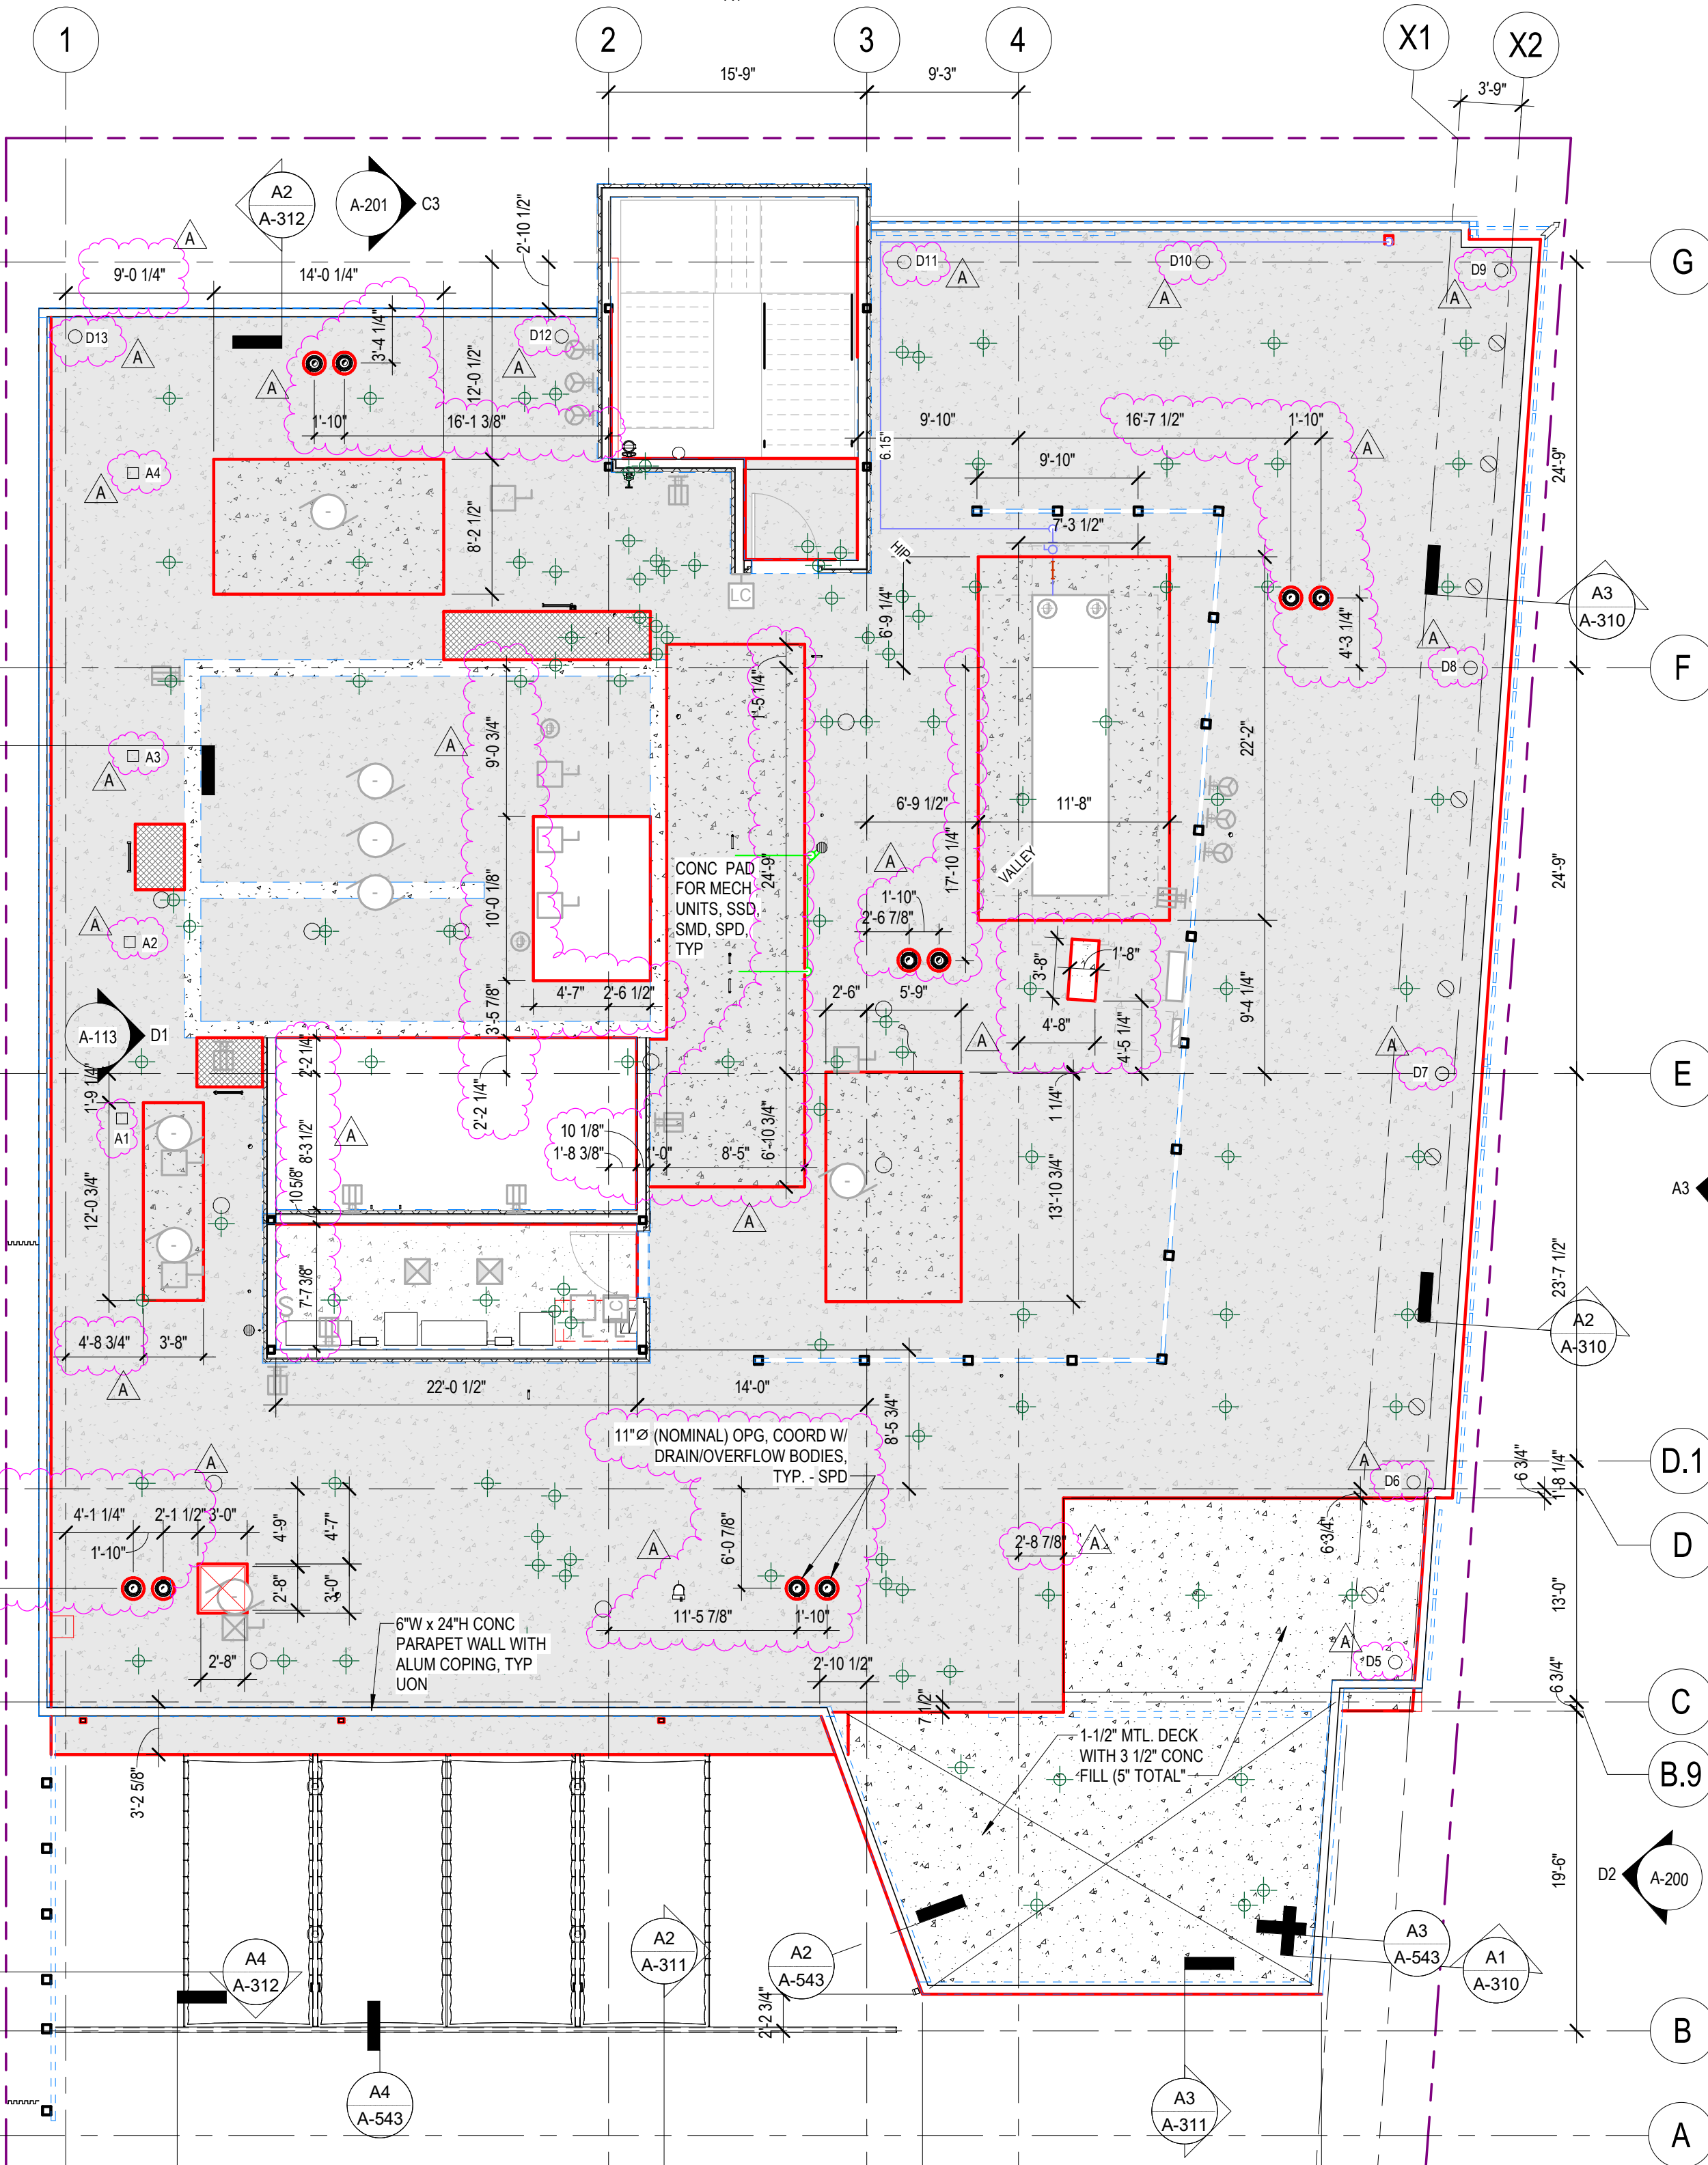 1
2
3
4
X1
X2
15'-9"
9'-3"
3'-9"
A2
A-312
A-201
C3
2'-10 1/2"
G
A
9'-0 1/4"
14'-0 1/4"
D11
A
D10
A
D9
A
D13
A
3'-4 1/4"
D12
A
A
12'-0 1/2"
1'-10"
16'-1 3/8"
9'-10"
16'-7 1/2"
1'-10"
A
6.15"
24'-9"
A4
A
9'-10"
8'-2 1/2"
7'-3 1/2"
HIP
LC
A3
A-310
6'-9 1/4"
4'-3 1/4"
A
D8
F
1'-5 1/4"
A3
A
A
9'-0 3/4"
22'-2"
6'-9 1/2"
11'-8"
17'-10 1/4"
VALLEY
A
CONC PAD
FOR MECH
UNITS, SSD,
SMD, SPD,
TYP
24'-9"
24'-9"
10'-0 1/8"
A2
A
1'-10"
2'-6 7/8"
3'-8"
1'-8"
4'-7"
2'-6 1/2"
2'-6"
5'-9"
9'-4 1/4"
A-113
D1
3'-5 7/8"
4'-8"
4'-5 1/4"
A
A
D7
E
2'-2 1/4"
1'-9 1/4"
2'-2 1/4"
A1
A
8'-3 1/2"
10 1/8"
1'-8 3/8"
1'-0"
8'-5"
6'-10 3/4"
1 1/4"
13'-10 3/4"
12'-0 3/4"
10 5/8"
A
A3
7'-7 3/8"
S
LC
23'-7 1/2"
A2
A-310
4'-8 3/4"
3'-8"
A
22'-0 1/2"
14'-0"
8'-5 3/4"
11"Ø (NOMINAL) OPG, COORD W/
DRAIN/OVERFLOW BODIES,
TYP. - SPD
A
A
D6
6 3/4"
1'-8 1/4"
D.1
4'-1 1/4"
2'-1 1/2"
3'-0"
4'-9"
4'-7"
1'-10"
6'-0 7/8"
A
2'-8 7/8"
A
6 3/4"
D
2'-8"
3'-0"
11'-5 7/8"
1'-10"
13'-0"
6"W x 24"H CONC
PARAPET WALL WITH
ALUM COPING, TYP
UON
2'-8"
2'-10 1/2"
A
D5
6 3/4"
C
7 1/2"
1-1/2" MTL. DECK
WITH 3 1/2" CONC
FILL (5" TOTAL"
B.9
3'-2 5/8"
19'-6"
D2
A-200
A2
A-311
A2
A-543
A3
A-543
A1
A-310
A4
A-312
2'-2 3/4"
B
A4
A-543
A3
A-311
A